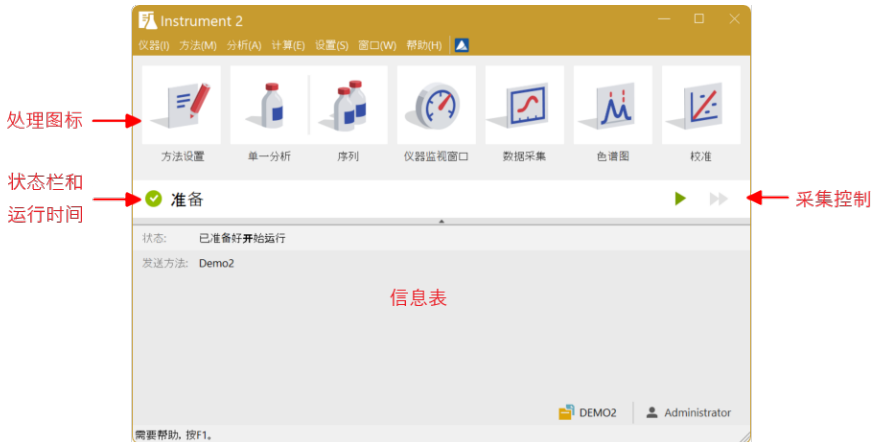 Instrument 2
仪器(I) 方法(M) 分析(A) 计算(E) 设置(S) 窗口(W) 帮助(H)
处理图标
方法设置 单一分析 序列 仪器监视窗口 数据采集 色谱图 校准
状态栏和
运行时间
准备
采集控制
状态: 已准备好开始运行
发送方法: Demo2
信息表
DEMO2 Administrator
需要帮助, 按F1。